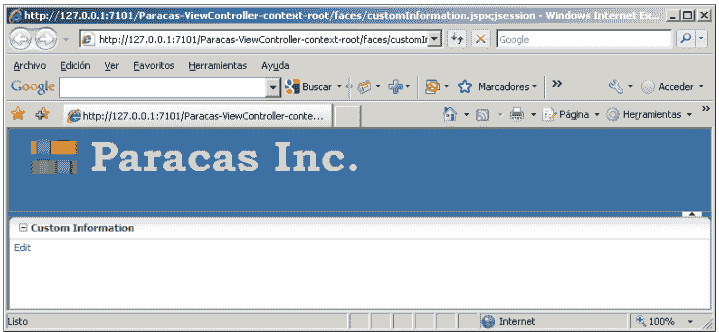 http://127.0.0.1:7101/Paracas-ViewController-context-root/faces/customInformation.jspx;jsession - Windows Internet Ex...
http://127.0.0.1:7101/Paracas-ViewController-context-root/faces/customI
Google
Archivo Edición Ver Favoritos Herramientas Ayuda
Google Buscar Marcadores » Acceder
http://127.0.0.1:7101/Paracas-ViewController-conte... Página Herramientas »
Paracas Inc.
Custom Information
Edit
Listo Internet 100%